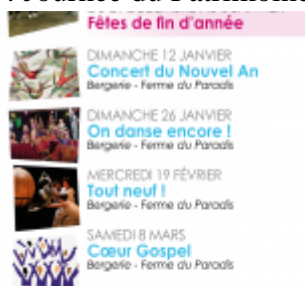 Fêtes de fin d'année
DIMANCHE 12 JANVIER
Concert du Nouvel An
Bergerie - Ferme du Paradis
DIMANCHE 26 JANVIER
On danse encore !
Bergerie - Ferme du Paradis
MERCREDI 19 FÉVRIER
Tout neuf !
Bergerie - Ferme du Paradis
SAMEDI 8 MARS
Cœur Gospel
Bergerie - Ferme du Paradis